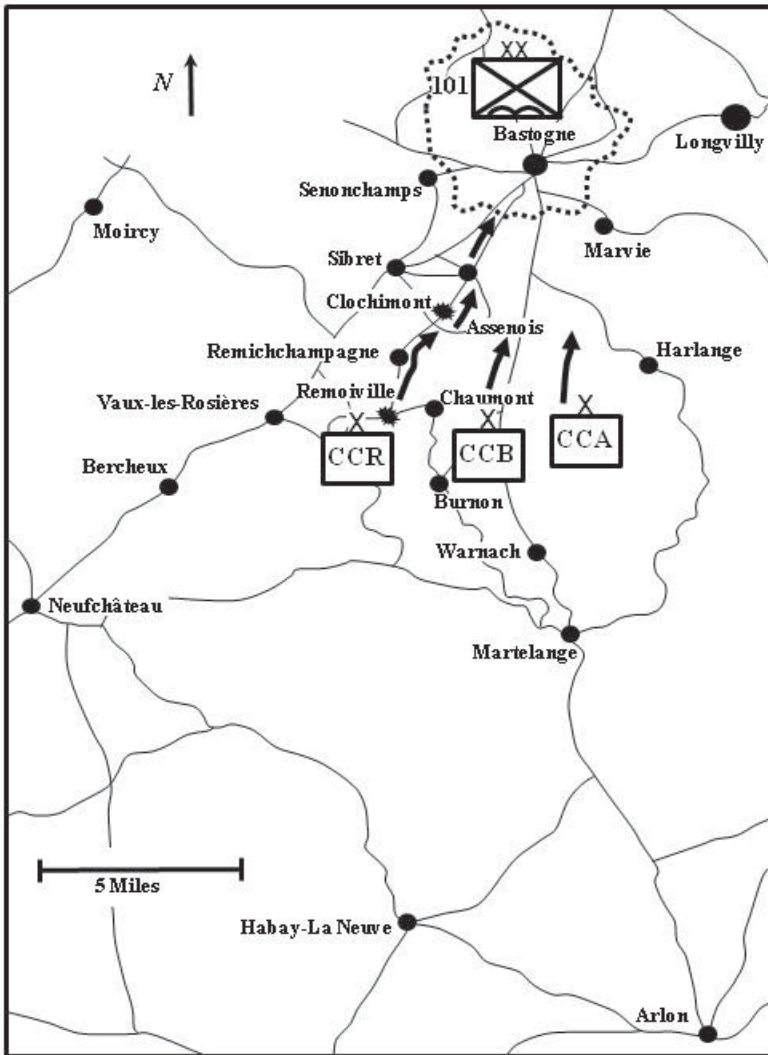 XX
101
N
Bastogne
Longvilly
Senonchamps
Moircy
Marvie
Sibret
Clochimont
Assenois
Remichchampagne
Harlange
Remoiville
Chaumont
Vaux-les-Rosières
X
X
X
CCR
CCB
CCA
Bercheux
Burnon
Warnach
Neufchâteau
Martelange
5 Miles
Habay-La Neuve
Arlon